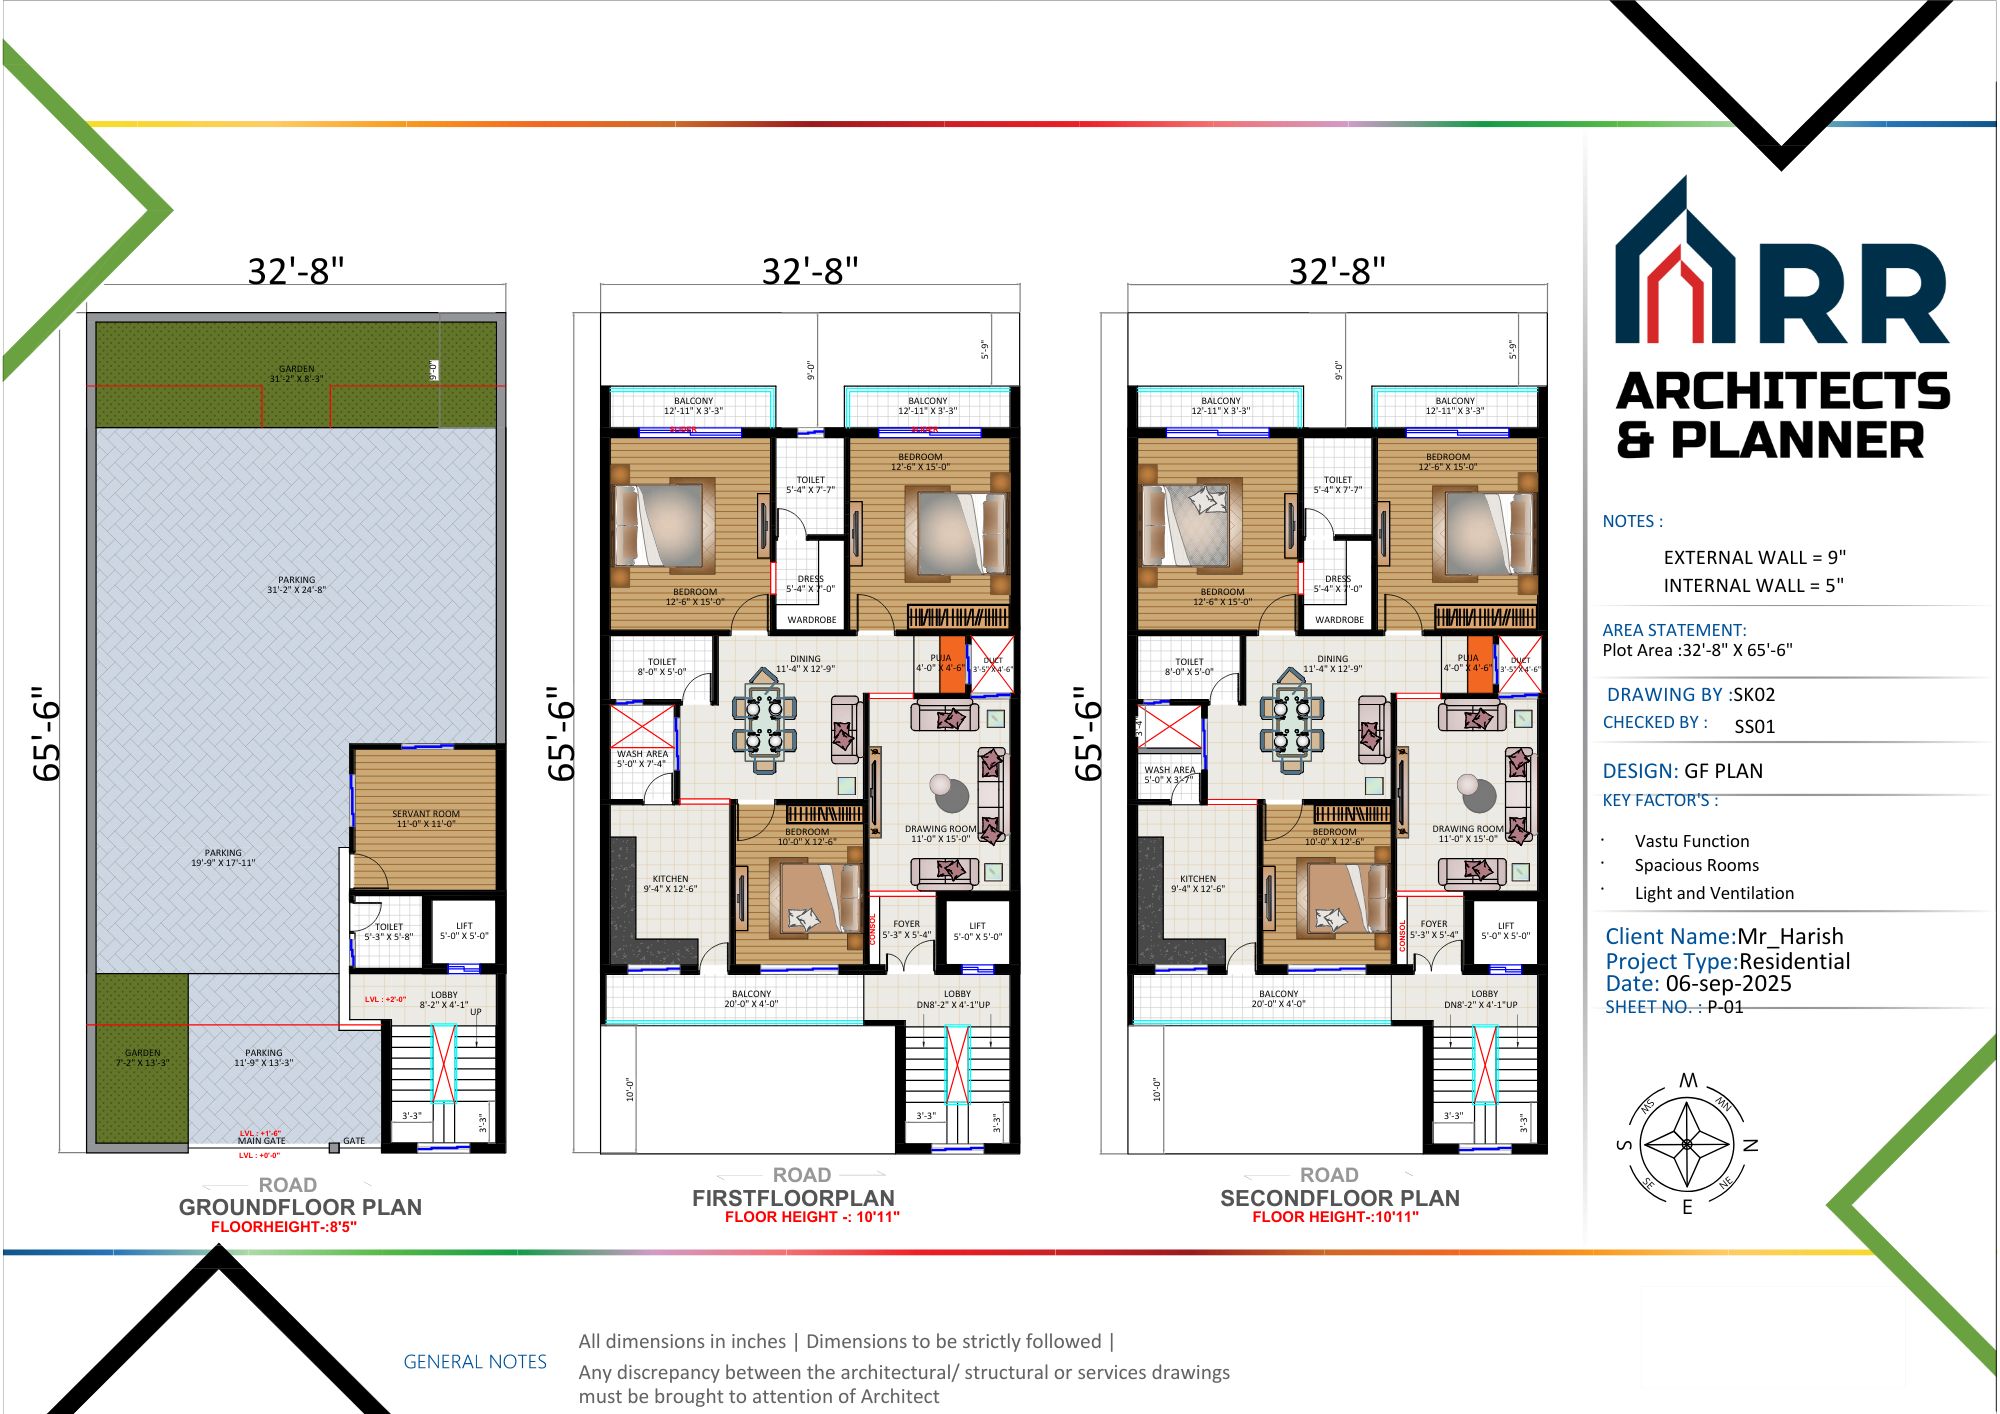 32'-8"
65'-6"
GARDEN
31'-2" X 8'-3"
9'-0"
PARKING
31'-2" X 24'-8"
SERVANT ROOM
11'-0" X 11'-0"
PARKING
19'-9" X 17'-11"
TOILET
5'-3" X 5'-8"
LIFT
5'-0" X 5'-0"
LVL : +2'-0"
LOBBY
8'-2" X 4'-1"
UP
GARDEN
7'-2" X 13'-3"
PARKING
11'-9" X 13'-3"
3'-3"
3'-3"
LVL : +1'-6"
MAIN GATE
GATE
LVL : +0'-0"
ROAD
GROUNDFLOOR PLAN
FLOORHEIGHT-:8'5"
32'-8"
65'-6"
9'-0"
5'-9"
BALCONY
12'-11" X 3'-3"
BALCONY
12'-11" X 3'-3"
SLIDER
SLIDER
BEDROOM
12'-6" X 15'-0"
TOILET
5'-4" X 7'-7"
DRESS
5'-4" X 7'-0"
BEDROOM
12'-6" X 15'-0"
WARDROBE
TOILET
8'-0" X 5'-0"
DINING
11'-4" X 12'-9"
PUJA
4'-0" X 4'-6"
DUCT
3'-5" X 4'-6"
WASH AREA
5'-0" X 7'-4"
DRAWING ROOM
11'-0" X 15'-0"
BEDROOM
10'-0" X 12'-6"
KITCHEN
9'-4" X 12'-6"
CONSOL
FOYER
5'-3" X 5'-4"
LIFT
5'-0" X 5'-0"
BALCONY
20'-0" X 4'-0"
LOBBY
DN8'-2" X 4'-1"UP
10'-0"
3'-3"
3'-3"
ROAD
FIRSTFLOORPLAN
FLOOR HEIGHT -: 10'11"
32'-8"
65'-6"
9'-0"
5'-9"
BALCONY
12'-11" X 3'-3"
BALCONY
12'-11" X 3'-3"
BEDROOM
12'-6" X 15'-0"
TOILET
5'-4" X 7'-7"
DRESS
5'-4" X 7'-0"
BEDROOM
12'-6" X 15'-0"
WARDROBE
TOILET
8'-0" X 5'-0"
DINING
11'-4" X 12'-9"
PUJA
4'-0" X 4'-6"
DUCT
3'-5" X 4'-6"
3'-4"
WASH AREA
5'-0" X 3'-7"
DRAWING ROOM
11'-0" X 15'-0"
BEDROOM
10'-0" X 12'-6"
KITCHEN
9'-4" X 12'-6"
CONSOL
FOYER
5'-3" X 5'-4"
LIFT
5'-0" X 5'-0"
BALCONY
20'-0" X 4'-0"
LOBBY
DN8'-2" X 4'-1"UP
10'-0"
3'-3"
3'-3"
ROAD
SECONDFLOOR PLAN
FLOOR HEIGHT-:10'11"
RR
ARCHITECTS
& PLANNER
NOTES :
EXTERNAL WALL = 9"
INTERNAL WALL = 5"
AREA STATEMENT:
Plot Area :32'-8" X 65'-6"
DRAWING BY :SK02
CHECKED BY : SS01
DESIGN: GF PLAN
KEY FACTOR'S :
· Vastu Function
· Spacious Rooms
· Light and Ventilation
Client Name:Mr_Harish
Project Type:Residential
Date: 06-sep-2025
SHEET NO. : P-01
W
SW
NW
S
N
SE
NE
E
GENERAL NOTES
All dimensions in inches | Dimensions to be strictly followed |
Any discrepancy between the architectural/ structural or services drawings
must be brought to attention of Architect